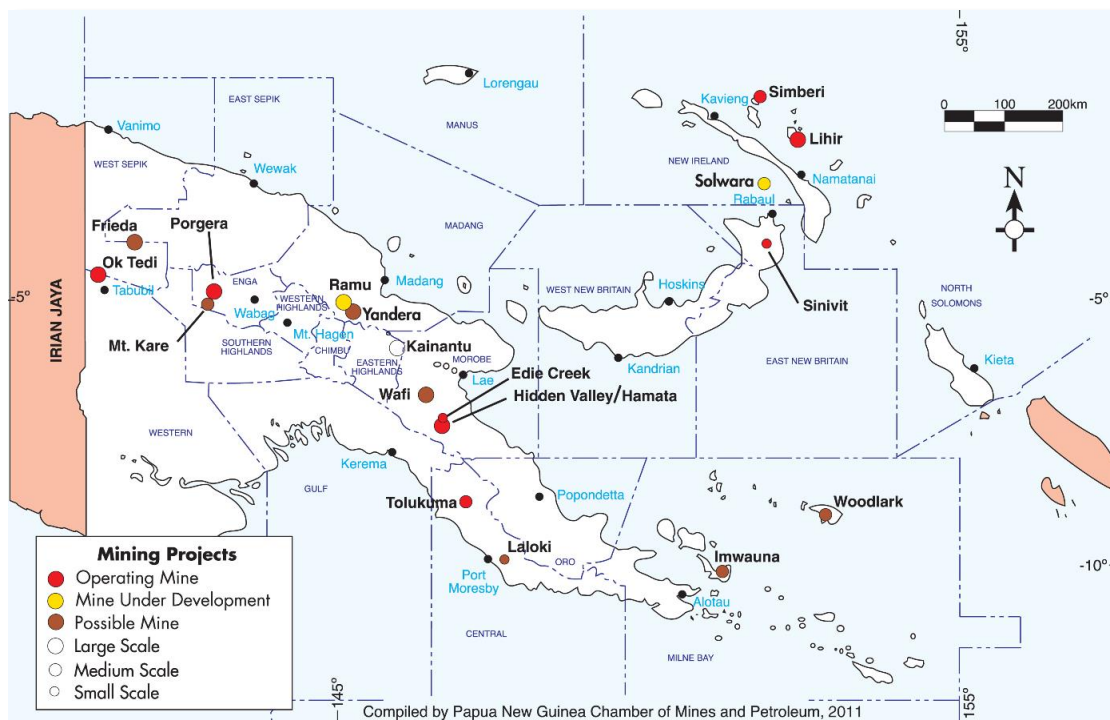 155°
Lorengau
Simberi
Kavieng
0 100 200km
EAST SEPIK
MANUS
Vanimo
Lihir
WEST SEPIK
NEW IRELAND
Wewak
Solwara
Namatanai
Rabaul
N
Frieda
Porgera
MADANG
Ok Tedi
Tabubil
ENGA
Ramu
Madang
Hoskins
WEST NEW BRITAIN
Sinivit
NORTH
SOLOMONS
-5°
-5°
Wabag
WESTERN
HIGHLANDS
Yandera
IRIAN JAYA
Mt. Kare
SOUTHERN
HIGHLANDS
Mt. Hagen
CHIMBU
Kainantu
EASTERN
HIGHLANDS
MOROBE
Kandrian
EAST NEW BRITAIN
Kieta
Lae
Edie Creek
Wafi
Hidden Valley/Hamata
WESTERN
Kerema
GULF
Tolukuma
Popondetta
Woodlark
Laloki
Imwauna
ORO
Port
Moresby
-10°
Alotau
CENTRAL
MILNE BAY
Mining Projects
Operating Mine
Mine Under Development
Possible Mine
Large Scale
Medium Scale
Small Scale
145°
155°
Compiled by Papua New Guinea Chamber of Mines and Petroleum, 2011